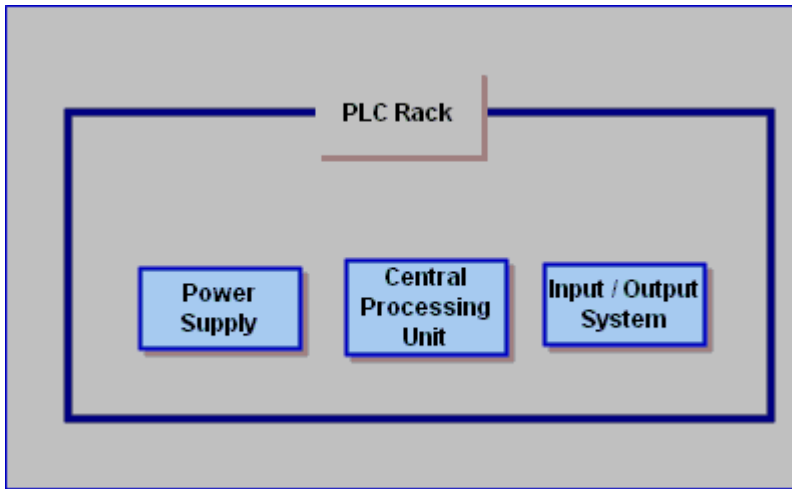 PLC Rack
Power
Supply
Central
Processing
Unit
Input / Output
System